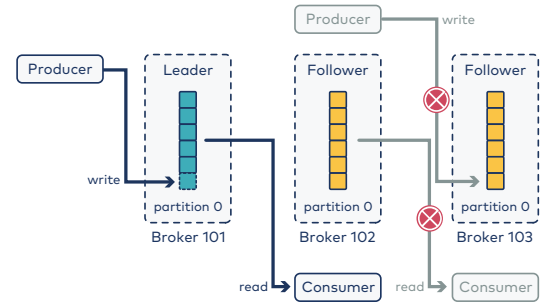 Producer
write
Producer
Leader
Follower
Follower
write
partition 0
partition 0
partition 0
Broker 101
Broker 102
Broker 103
read
Consumer
read
Consumer